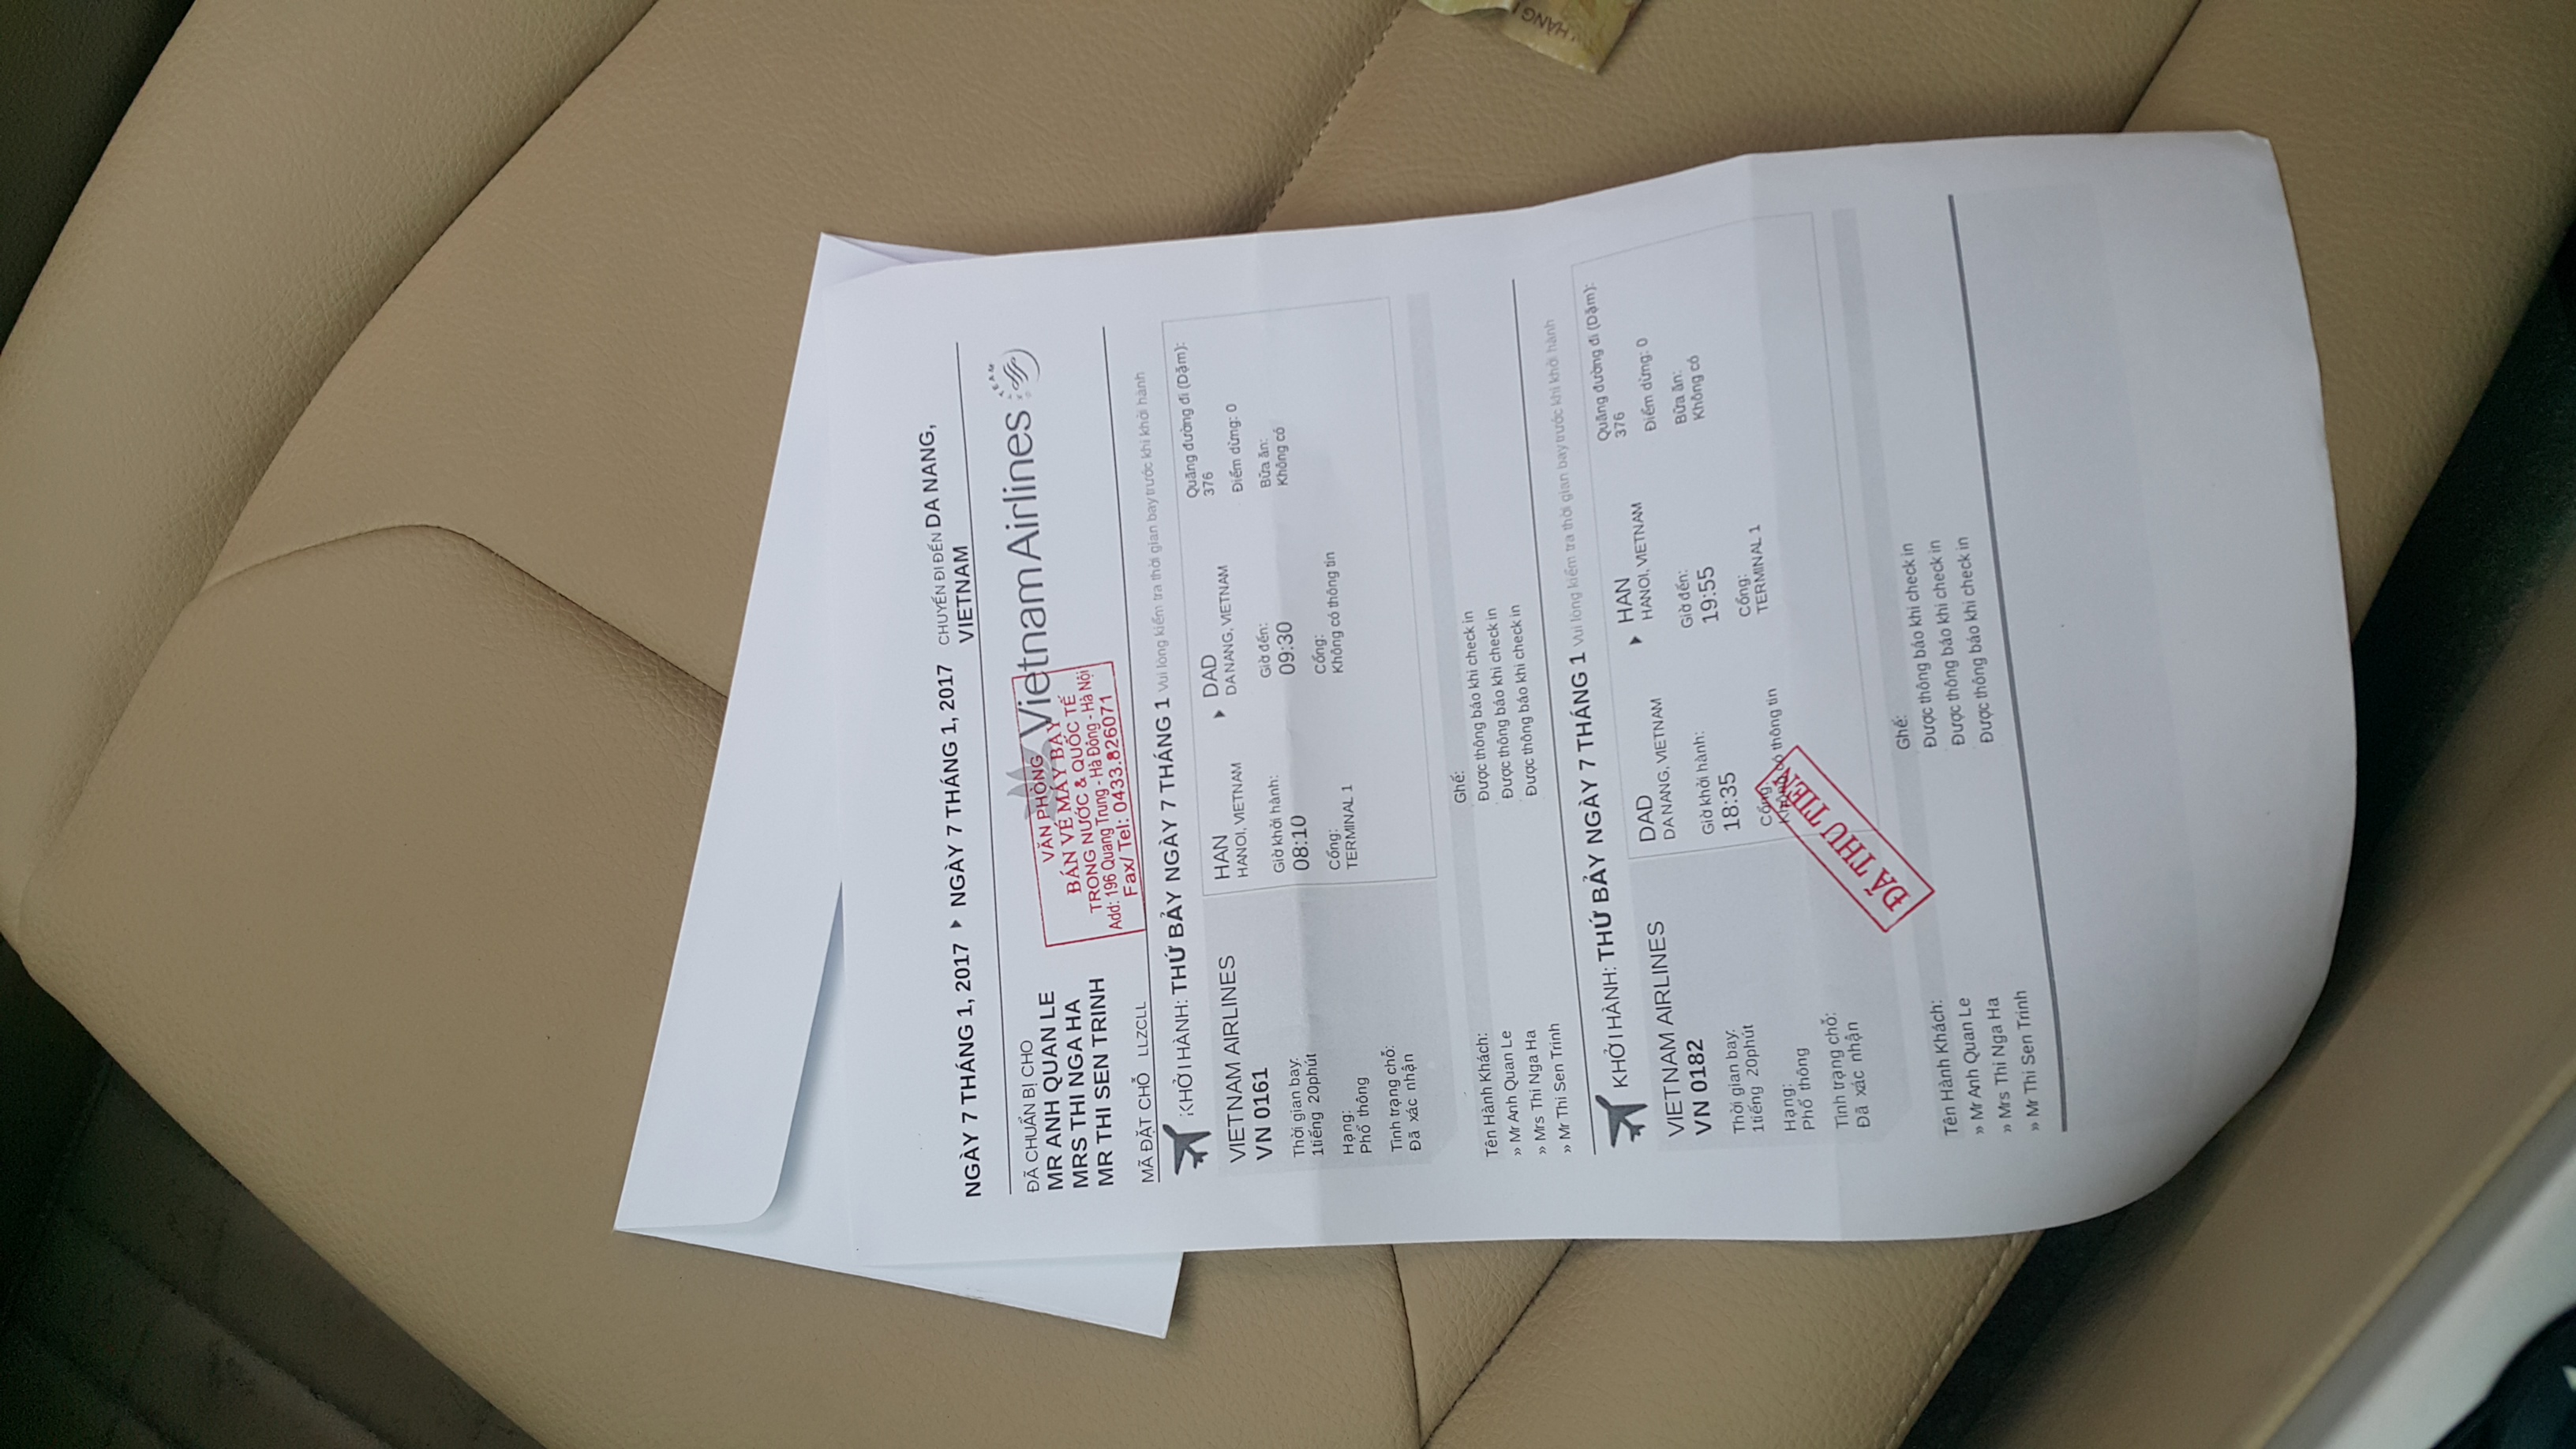 NGÀY 7 THÁNG 1, 2017 ▸ NGÀY 7 THÁNG 1, 2017 CHUYẾN ĐI ĐẾN DA NANG,
VIETNAM
ĐÃ CHUẨN BỊ CHO
MR ANH QUAN LE
MRS THI NGA HA
MR THI SEN TRINH
Vietnam Airlines
SKYTEAM
VĂN PHÒNG
BÁN VÉ MÁY BAY
TRONG NƯỚC & QUỐC TẾ
Add: 196 Quang Trung - Hà Đông - Hà Nội
Fax/ Tel: 0433.826071
MÃ ĐẶT CHỖ LLZCLL
KHỞI HÀNH: THỨ BẢY NGÀY 7 THÁNG 1 Vui lòng kiểm tra thời gian bay trước khi khởi hành
VIETNAM AIRLINES
VN 0161
Thời gian bay:
1tiếng 20phút
Hạng:
Phổ thông
Tình trạng chỗ:
Đã xác nhận
HAN
HANOI, VIETNAM
▸ DAD
DA NANG, VIETNAM
Giờ khởi hành:
08:10
Giờ đến:
09:30
Cổng:
TERMINAL 1
Cổng:
Không có thông tin
Quãng đường đi (Dặm):
376
Điểm dừng: 0
Bữa ăn:
Không có
Tên Hành Khách:
» Mr Anh Quan Le
» Mrs Thi Nga Ha
» Mr Thi Sen Trinh
Ghế:
Được thông báo khi check in
Được thông báo khi check in
Được thông báo khi check in
KHỞI HÀNH: THỨ BẢY NGÀY 7 THÁNG 1 Vui lòng kiểm tra thời gian bay trước khi khởi hành
VIETNAM AIRLINES
VN 0182
Thời gian bay:
1tiếng 20phút
Hạng:
Phổ thông
Tình trạng chỗ:
Đã xác nhận
DAD
DA NANG, VIETNAM
▸ HAN
HANOI, VIETNAM
Giờ khởi hành:
18:35
Giờ đến:
19:55
Cổng:
Không có thông tin
Cổng:
TERMINAL 1
Quãng đường đi (Dặm):
376
Điểm dừng: 0
Bữa ăn:
Không có
ĐÃ THU TIỀN
Tên Hành Khách:
» Mr Anh Quan Le
» Mrs Thi Nga Ha
» Mr Thi Sen Trinh
Ghế:
Được thông báo khi check in
Được thông báo khi check in
Được thông báo khi check in
HÀNG